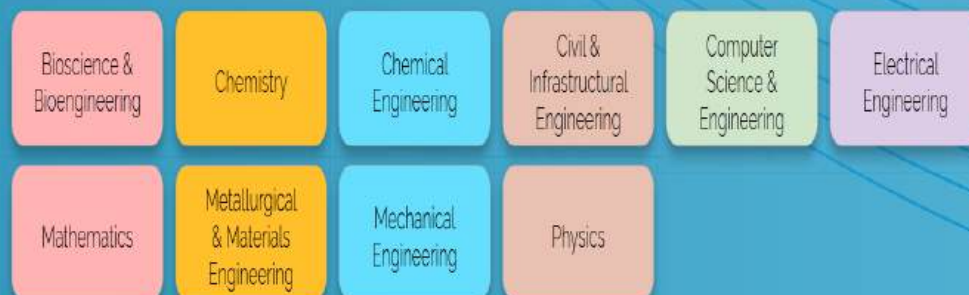 Bioscience &
Bioengineering
Chemistry
Chemical
Engineering
Civil &
Infrastructural
Engineering
Computer
Science &
Engineering
Electrical
Engineering
Mathematics
Metallurgical
& Materials
Engineering
Mechanical
Engineering
Physics